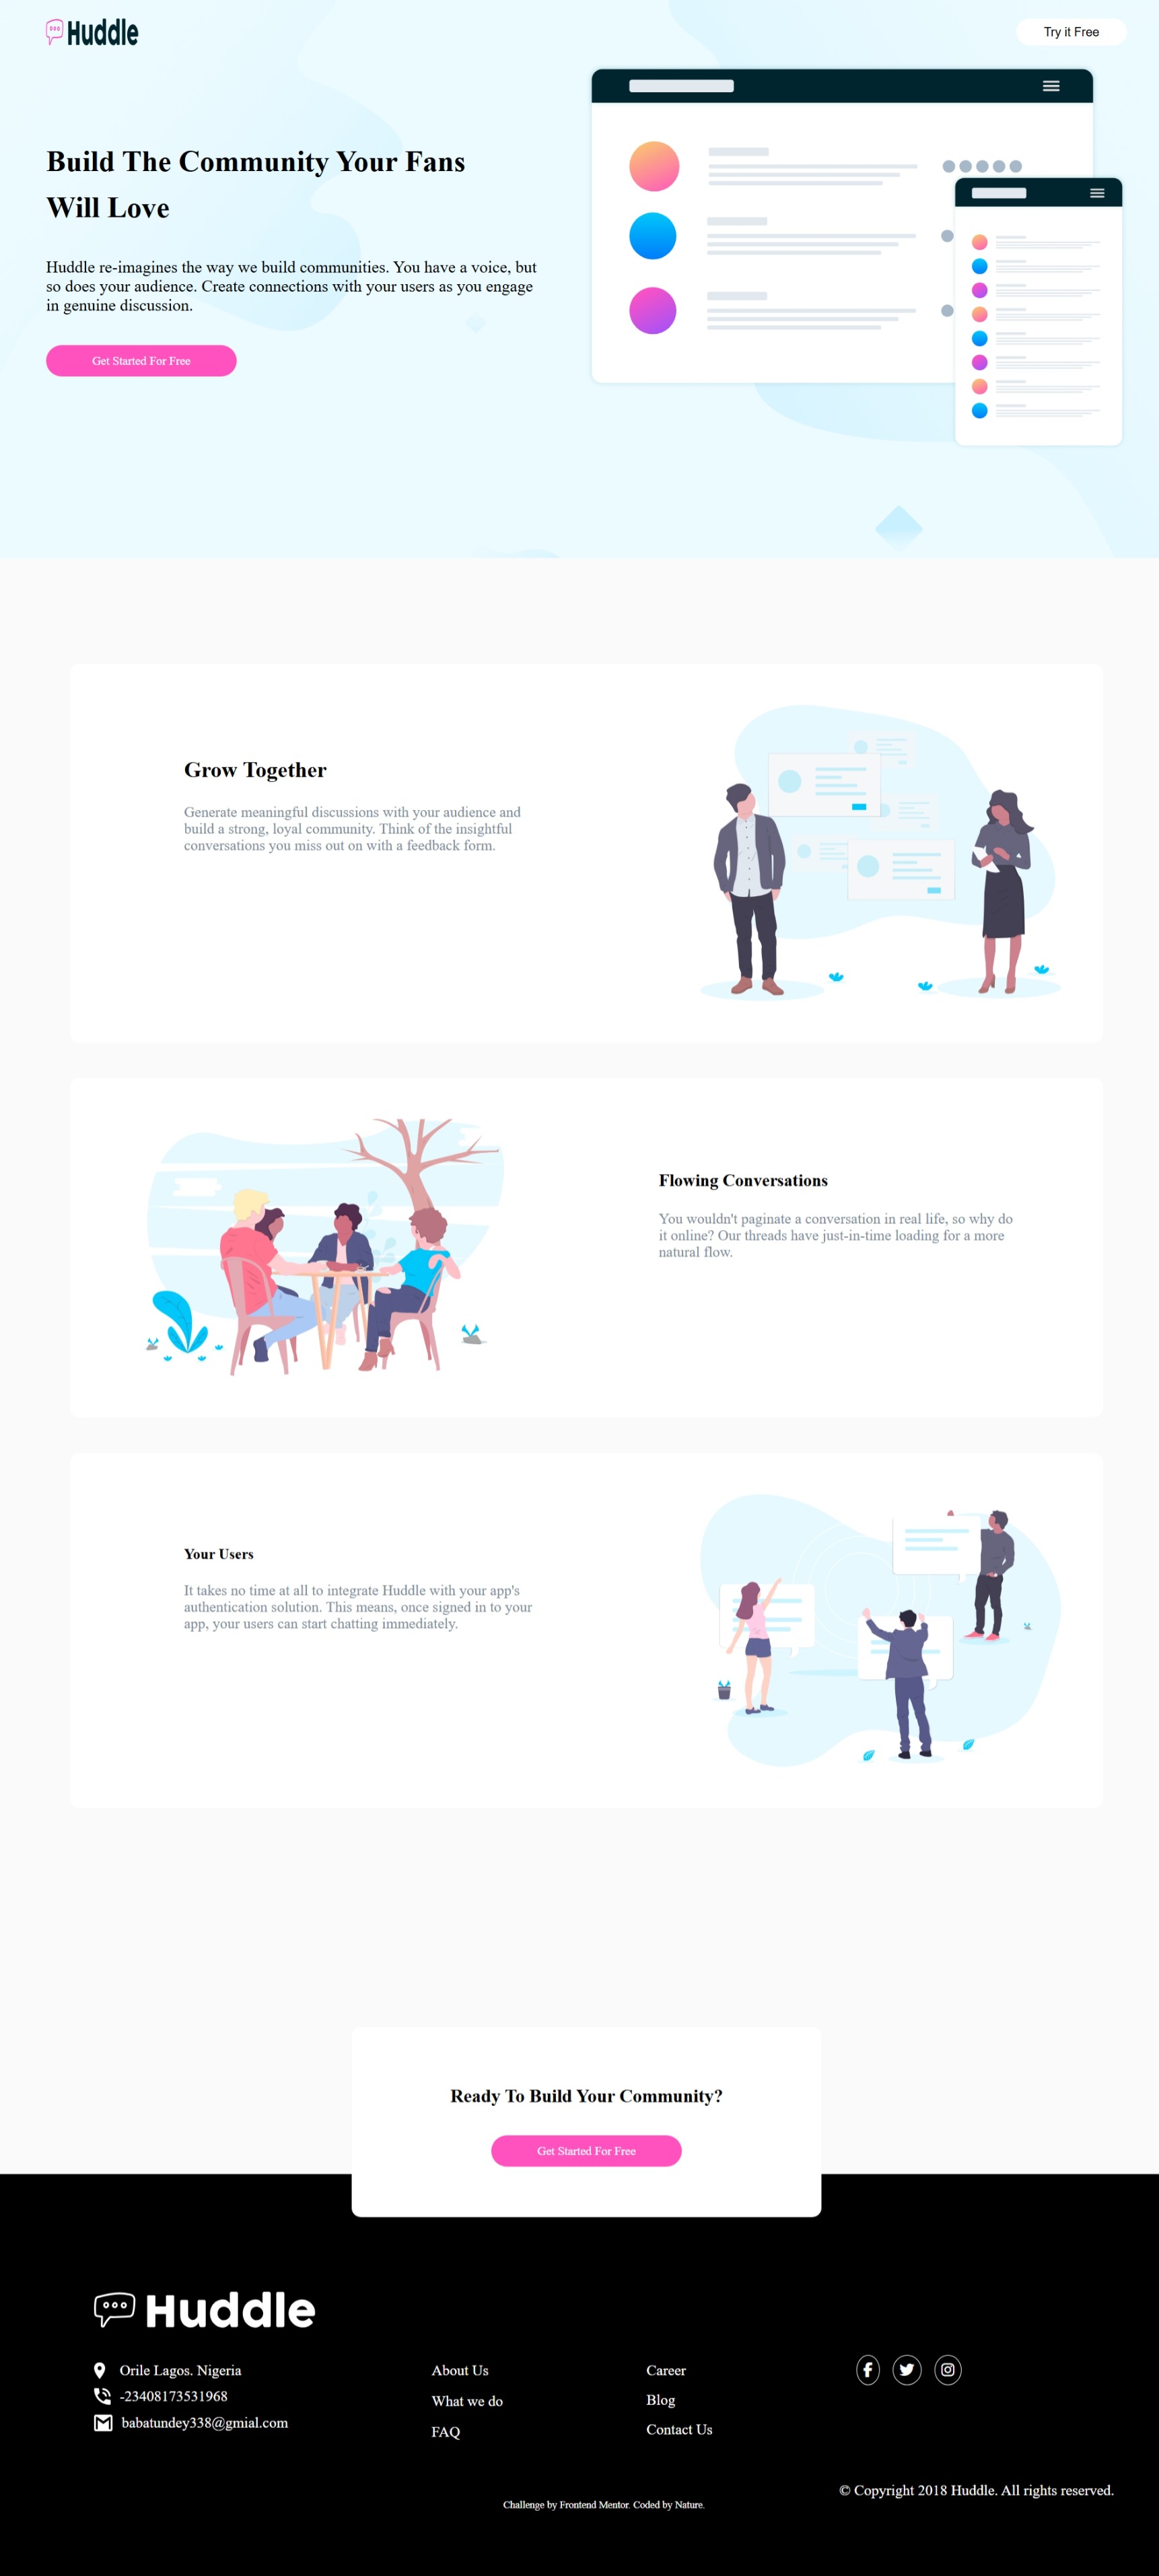 Huddle
Try it Free
Build The Community Your Fans
Will Love
Huddle re-imagines the way we build communities. You have a voice, but
so does your audience. Create connections with your users as you engage
in genuine discussion.
Get Started For Free
Grow Together
Generate meaningful discussions with your audience and
build a strong, loyal community. Think of the insightful
conversations you miss out on with a feedback form.
Flowing Conversations
You wouldn't paginate a conversation in real life, so why do
it online? Our threads have just-in-time loading for a more
natural flow.
Your Users
It takes no time at all to integrate Huddle with your app's
authentication solution. This means, once signed in to your
app, your users can start chatting immediately.
Ready To Build Your Community?
Get Started For Free
Huddle
Orile Lagos. Nigeria
-23408173531968
babatundey338@gmial.com
About Us
What we do
FAQ
Career
Blog
Contact Us
© Copyright 2018 Huddle. All rights reserved.
Challenge by Frontend Mentor. Coded by Nature.